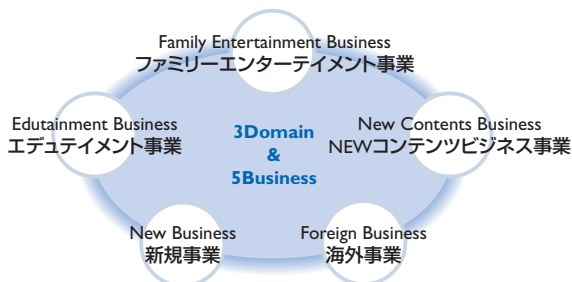 Family Entertainment Business
ファミリーエンターテイメント事業
Edutainment Business
エデュテイメント事業
3Domain
&
5Business
New Contents Business
NEWコンテンツビジネス事業
New Business
新規事業
Foreign Business
海外事業